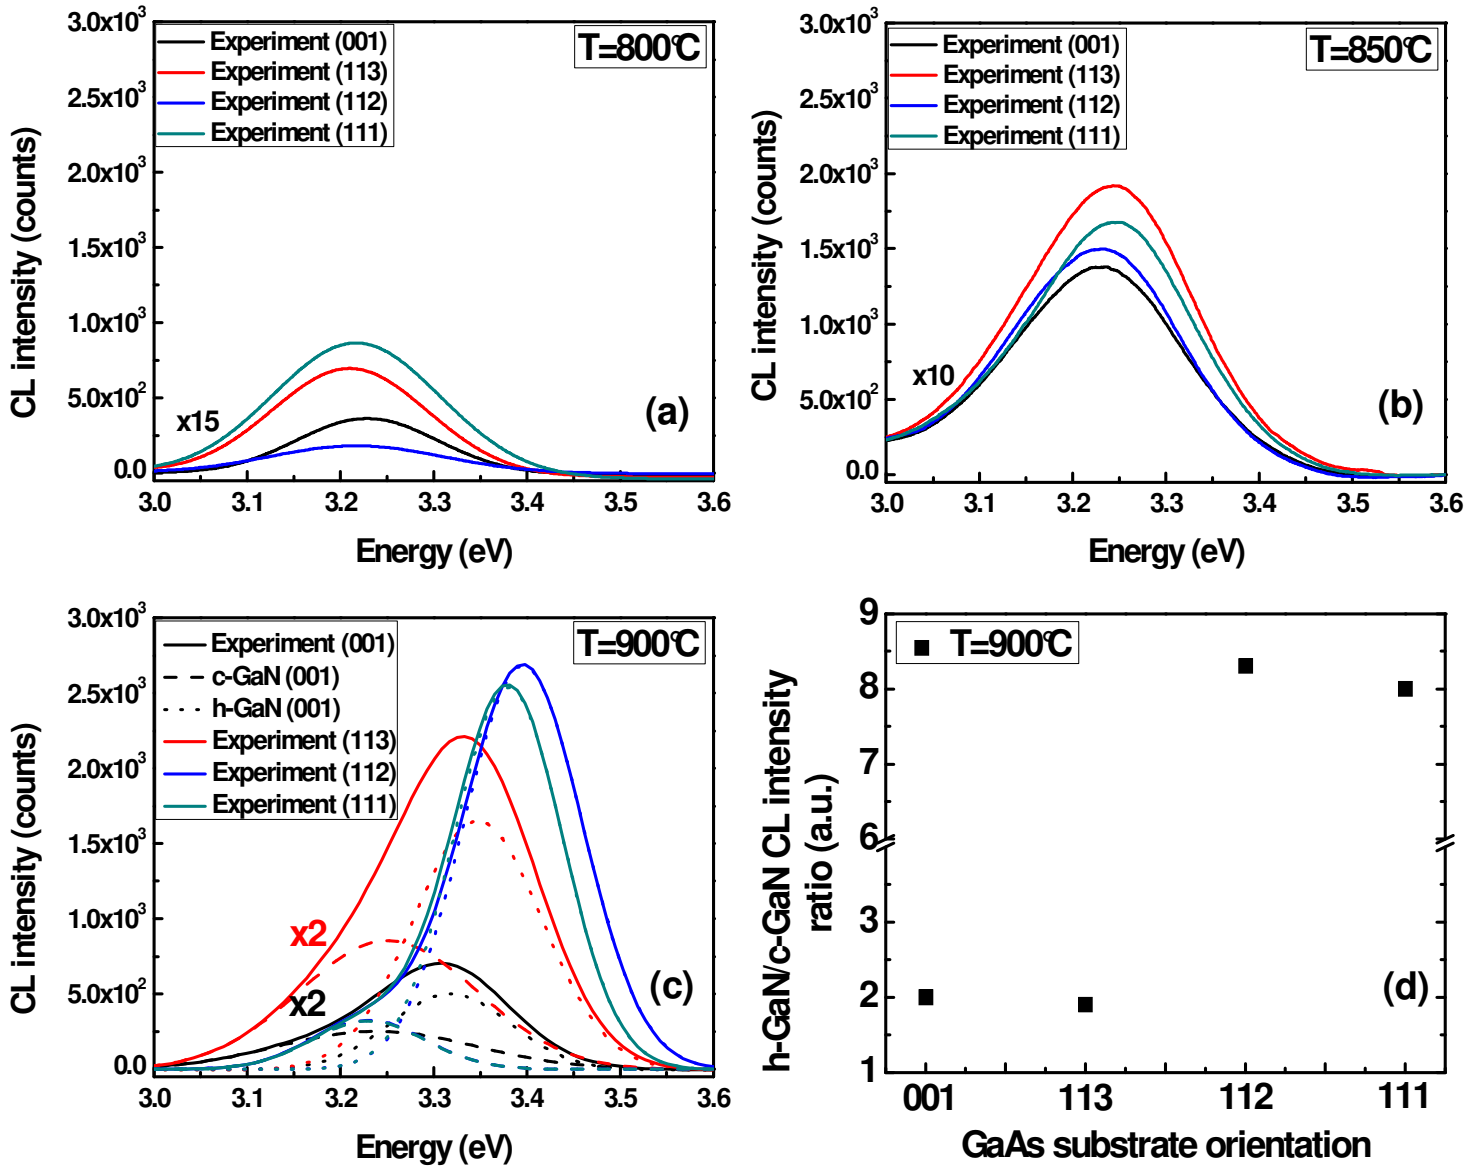 CL intensity (counts)
3.0x10³
2.5x10³
2.0x10³
1.5x10³
1.0x10³
5.0x10²
0.0
Experiment (001)
Experiment (113)
Experiment (112)
Experiment (111)
T=800°C
x15
(a)
3.0 3.1 3.2 3.3 3.4 3.5 3.6
Energy (eV)
CL intensity (counts)
3.0x10³
2.5x10³
2.0x10³
1.5x10³
1.0x10³
5.0x10²
0.0
Experiment (001)
Experiment (113)
Experiment (112)
Experiment (111)
T=850°C
x10
(b)
3.0 3.1 3.2 3.3 3.4 3.5 3.6
Energy (eV)
CL intensity (counts)
3.0x10³
2.5x10³
2.0x10³
1.5x10³
1.0x10³
5.0x10²
0.0
Experiment (001)
c-GaN (001)
h-GaN (001)
Experiment (113)
Experiment (112)
Experiment (111)
T=900°C
x2
x2
(c)
3.0 3.1 3.2 3.3 3.4 3.5 3.6
Energy (eV)
h-GaN/c-GaN CL intensity
ratio (a.u.)
9
8
7
6
3
2
1
T=900°C
(d)
001 113 112 111
GaAs substrate orientation